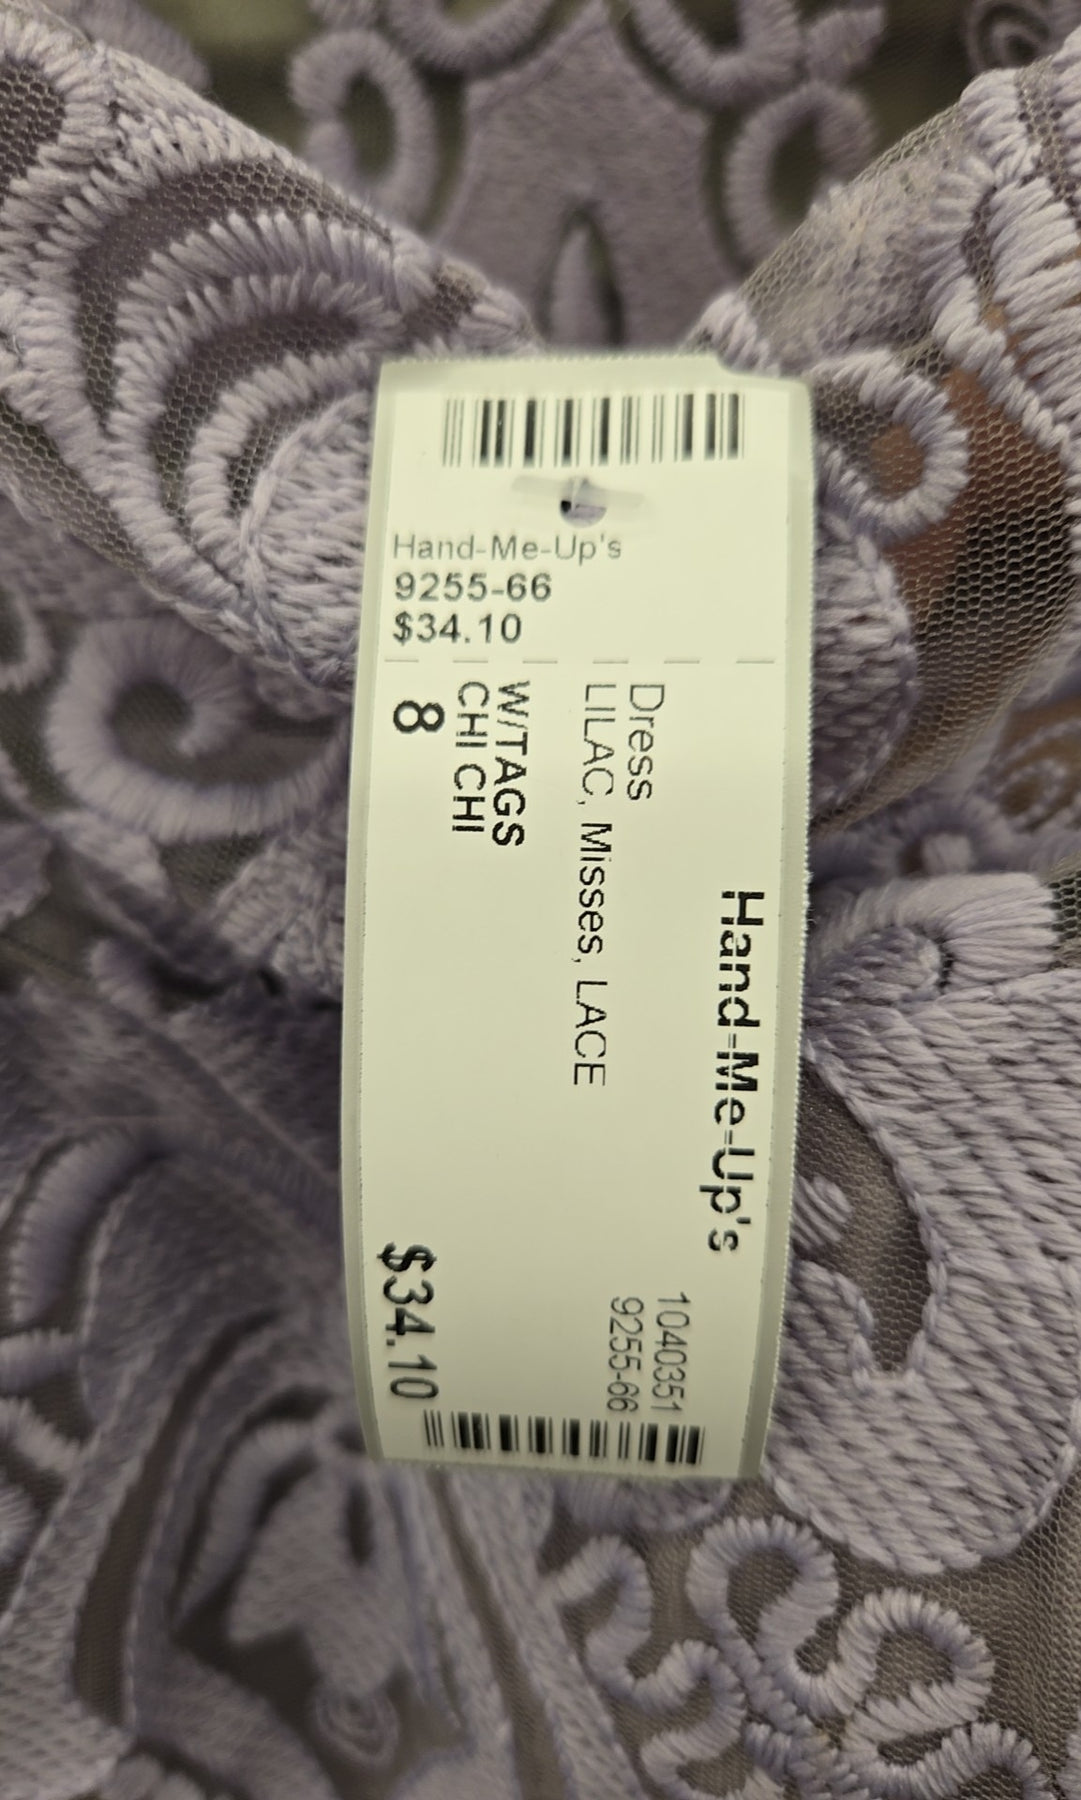 Hand-Me-Up's
9255-66
$34.10
Hand-Me-Up's
1040351
Dress
9255-66
LILAC, Misses, LACE
W/TAGS
CHI CHI
8
$34.10